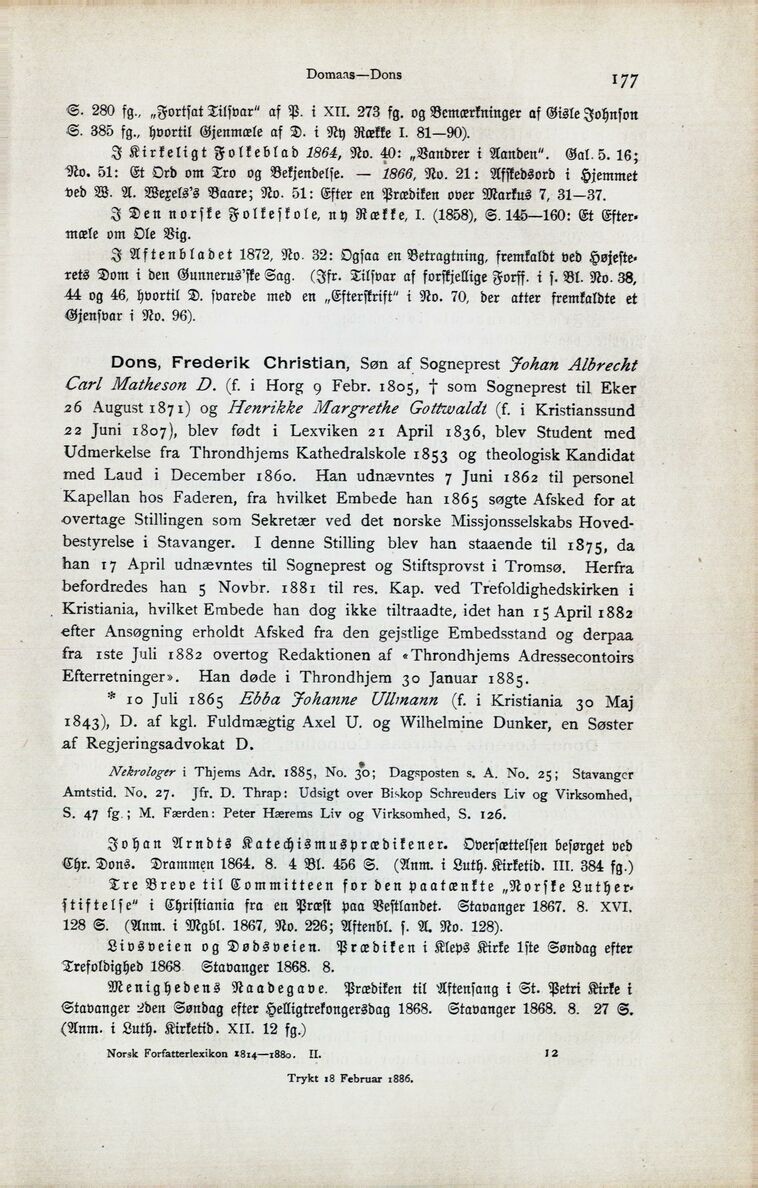 Domaas—Dons
177
S. 280 fg., „Fortsat Tilsvar" af P. i XII. 273 fg. og Bemærkninger af Gisle Johnson
S. 385 fg., hvortil Gjenmæle af D. i Ny Række I. 81—90).
I Kirkeligt Folkeblad 1864, No. 40: „Vandrer i Aanden". Gal. 5. 16;
No. 51: Et Ord om Tro og Bekjendelse. — 1866, No. 21: Afskedsord i Hjemmet
ved W. A. Wexels's Baare; No. 51: Efter en Prædiken over Markus 7, 31—37.
I Den norske Folkeskole, ny Række, I. (1858), S. 145—160: Et Efter-
mæle om Ole Vig.
I Aftenbladet 1872, No. 32: Ogsaa en Betragtning, fremkaldt ved Højeste-
rets Dom i den Gunnerus'ske Sag. (Jfr. Tilsvar af forskjellige Forff. i s. Bl. No. 38,
44 og 46, hvortil D. svarede med en „Efterskrift" i No. 70, der atter fremkaldte et
Gjensvar i No. 96).
Dons, Frederik Christian, Søn af Sogneprest Johan Albrecht
Carl Matheson D. (f. i Horg 9 Febr. 1805, † som Sogneprest til Eker
26 August 1871) og Henrikke Margrethe Gottwaldt (f. i Kristianssund
22 Juni 1807), blev født i Lexviken 21 April 1836, blev Student med
Udmerkelse fra Throndhjems Kathedralskole 1853 og theologisk Kandidat
med Laud i December 1860. Han udnævntes 7 Juni 1862 til personel
Kapellan hos Faderen, fra hvilket Embede han 1865 søgte Afsked for at
overtage Stillingen som Sekretær ved det norske Missjonsselskabs Hoved-
bestyrelse i Stavanger. I denne Stilling blev han staaende til 1875, da
han 17 April udnævntes til Sogneprest og Stiftsprovst i Tromsø. Herfra
befordredes han 5 Novbr. 1881 til res. Kap. ved Trefoldighedskirken i
Kristiania, hvilket Embede han dog ikke tiltraadte, idet han 15 April 1882
efter Ansøgning erholdt Afsked fra den gejstlige Embedsstand og derpaa
fra 1ste Juli 1882 overtog Redaktionen af «Throndhjems Adressecontoirs
Efterretninger». Han døde i Throndhjem 30 Januar 1885.
* 10 Juli 1865 Ebba Johanne Ullmann (f. i Kristiania 30 Maj
1843), D. af kgl. Fuldmægtig Axel U. og Wilhelmine Dunker, en Søster
af Regjeringsadvokat D.
Nekrologer i Thjems Adr. 1885, No. 30; Dagsposten s. A. No. 25; Stavanger
Amtstid. No. 27. Jfr. D. Thrap: Udsigt over Biskop Schreuders Liv og Virksomhed,
S. 47 fg.; M. Færden: Peter Hærems Liv og Virksomhed, S. 126.
Johan Arndts Katechismusprædikener. Oversættelsen besørget ved
Chr. Dons. Drammen 1864. 8. 4 Bl. 456 S. (Anm. i Luth. Kirketid. III. 384 fg.)
Tre Breve til Committeen for den paatænkte „Norske Luther-
stiftelse" i Christiania fra en Præst paa Vestlandet. Stavanger 1867. 8. XVI.
128 S. (Anm. i Mgbl. 1867, No. 226; Aftenbl. s. A. No. 128).
Livsveien og Dødsveien. Prædiken i Kleps Kirke 1ste Søndag efter
Trefoldighed 1868 Stavanger 1868. 8.
Menighedens Naadegave. Prædiken til Aftensang i St. Petri Kirke i
Stavanger 2den Søndag efter Helligtrekongersdag 1868. Stavanger 1868. 8. 27 S.
(Anm. i Luth. Kirketid. XII. 12 fg.)
Norsk Forfatterlexikon 1814—1880. II.
12
Trykt 18 Februar 1886.